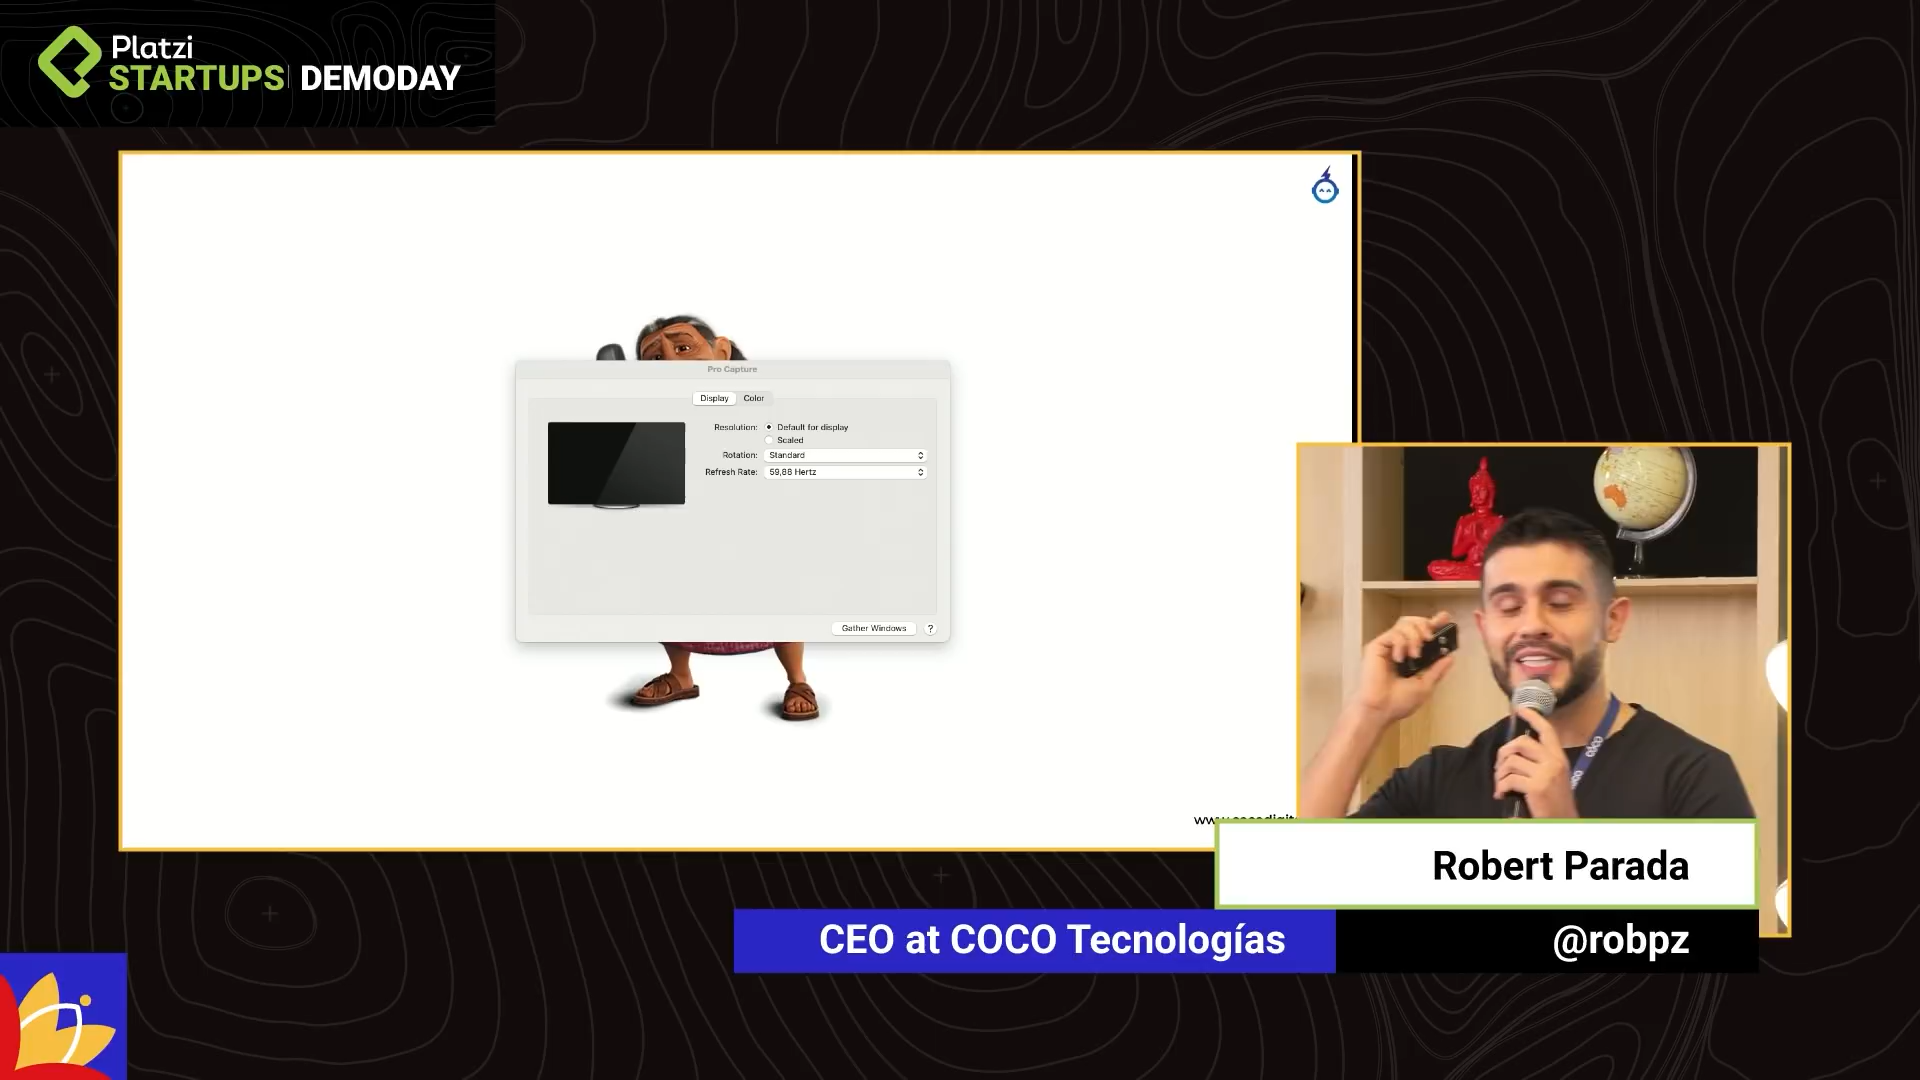 Platzi
STARTUPS DEMODAY
Pro Capture
Display Color
Resolution: Default for display
Scaled
Rotation: Standard
Refresh Rate: 59,88 Hertz
Gather Windows ?
coco
Robert Parada
CEO at COCO Tecnologías
@robpz